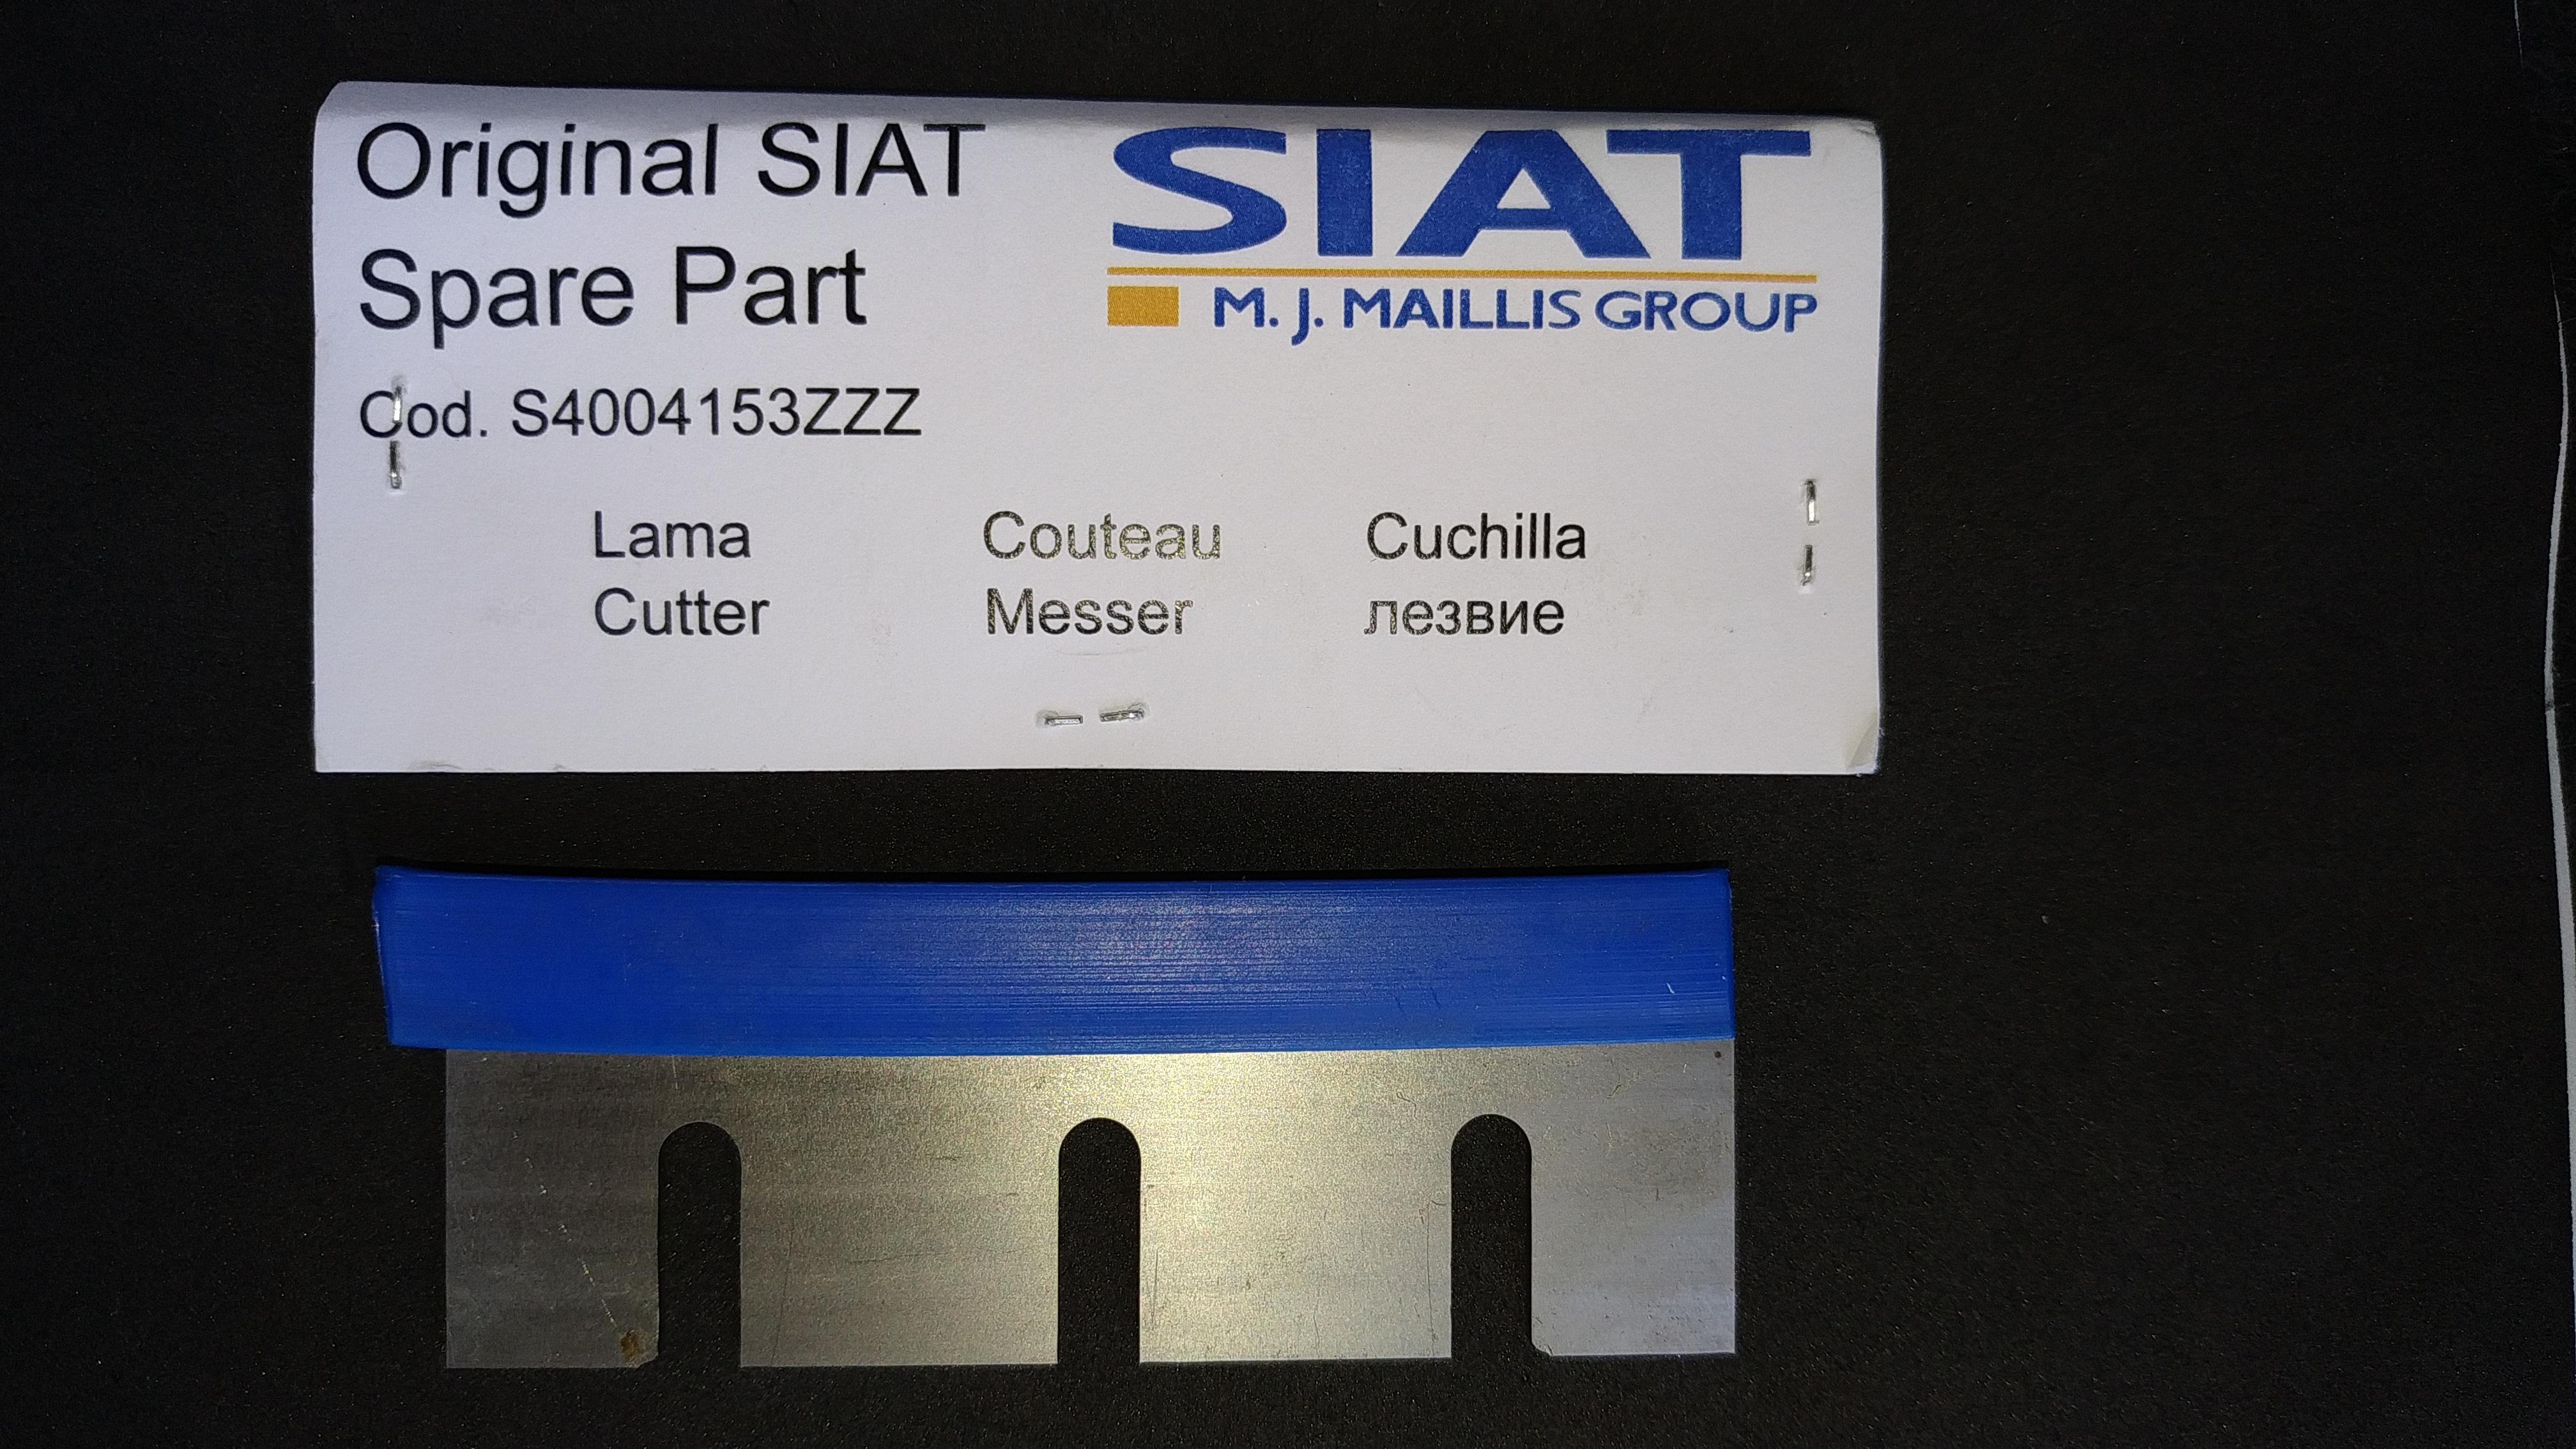 Original SIAT
Spare Part
SIAT
M. J. MAILLIS GROUP
Cod. S4004153ZZZ
Lama Couteau Cuchilla
Cutter Messer лезвие